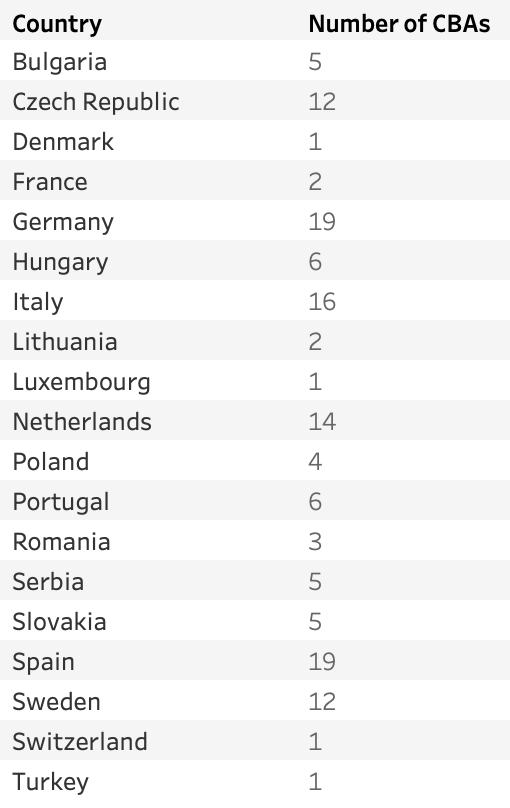 Country Number of CBAs
Bulgaria 5
Czech Republic 12
Denmark 1
France 2
Germany 19
Hungary 6
Italy 16
Lithuania 2
Luxembourg 1
Netherlands 14
Poland 4
Portugal 6
Romania 3
Serbia 5
Slovakia 5
Spain 19
Sweden 12
Switzerland 1
Turkey 1